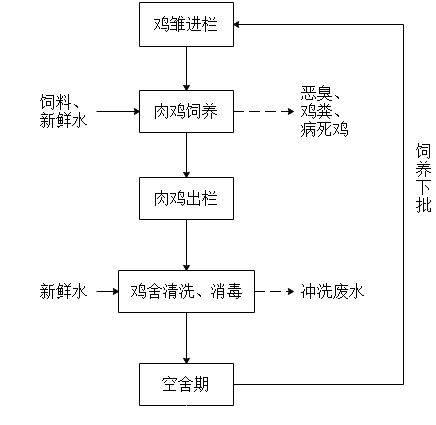 鸡雏进栏
饲料、
新鲜水
肉鸡饲养
恶臭、
鸡粪、
病死鸡
饲养下批
肉鸡出栏
新鲜水
鸡舍清洗、消毒
冲洗废水
空舍期